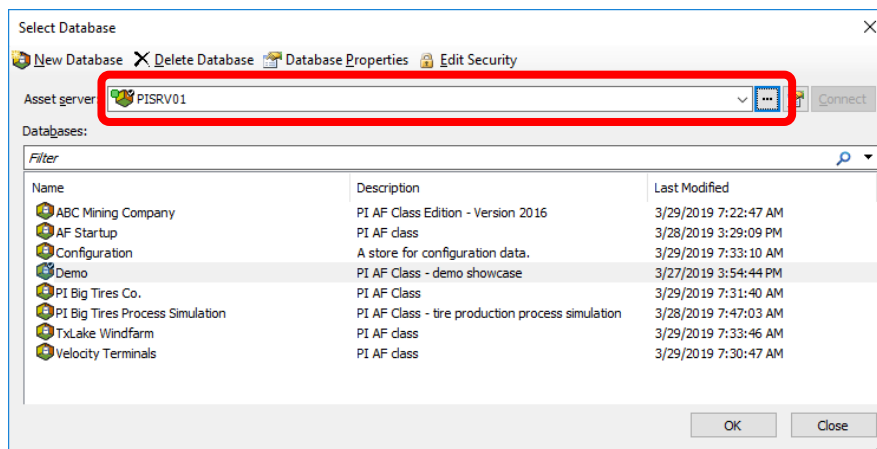 Select Database
New Database Delete Database Database Properties Edit Security
Asset server: PISRV01 ... Connect
Databases:
Filter
Name Description Last Modified
ABC Mining Company PI AF Class Edition - Version 2016 3/29/2019 7:22:47 AM
AF Startup PI AF class 3/28/2019 3:29:09 PM
Configuration A store for configuration data. 3/29/2019 7:33:10 AM
Demo PI AF Class - demo showcase 3/27/2019 3:54:44 PM
PI Big Tires Co. PI AF Class 3/29/2019 7:31:40 AM
PI Big Tires Process Simulation PI AF Class - tire production process simulation 3/28/2019 7:47:03 AM
TxLake Windfarm PI AF class 3/29/2019 7:33:46 AM
Velocity Terminals PI AF class 3/29/2019 7:30:47 AM
OK Close